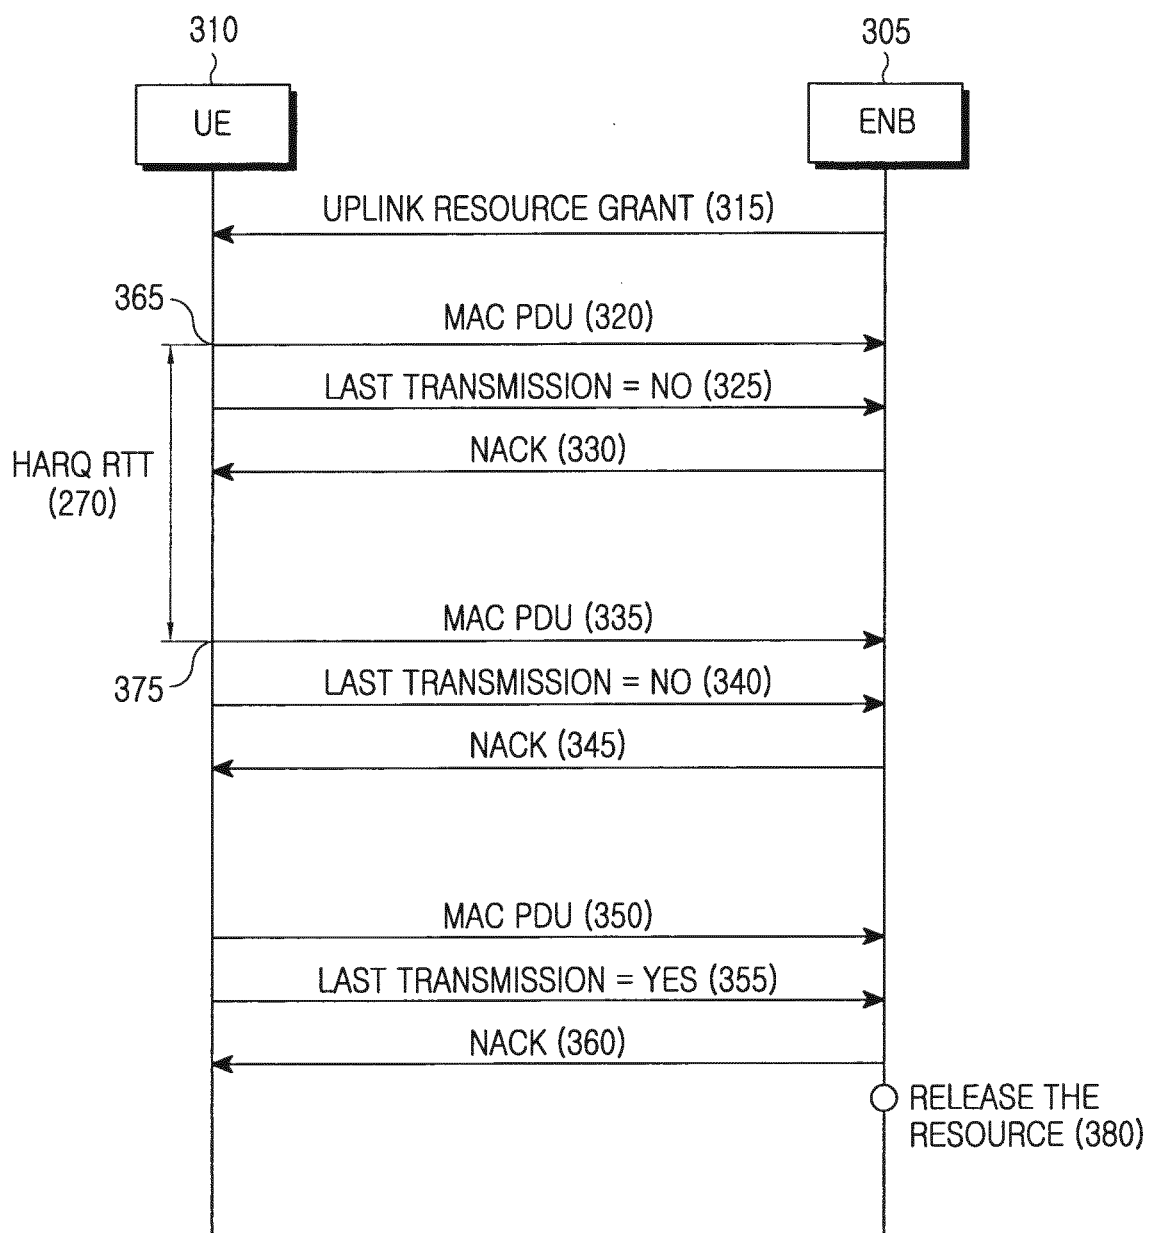 310
305
UE
ENB
UPLINK RESOURCE GRANT (315)
365
MAC PDU (320)
LAST TRANSMISSION = NO (325)
NACK (330)
HARQ RTT
(270)
MAC PDU (335)
375
LAST TRANSMISSION = NO (340)
NACK (345)
MAC PDU (350)
LAST TRANSMISSION = YES (355)
NACK (360)
RELEASE THE
RESOURCE (380)